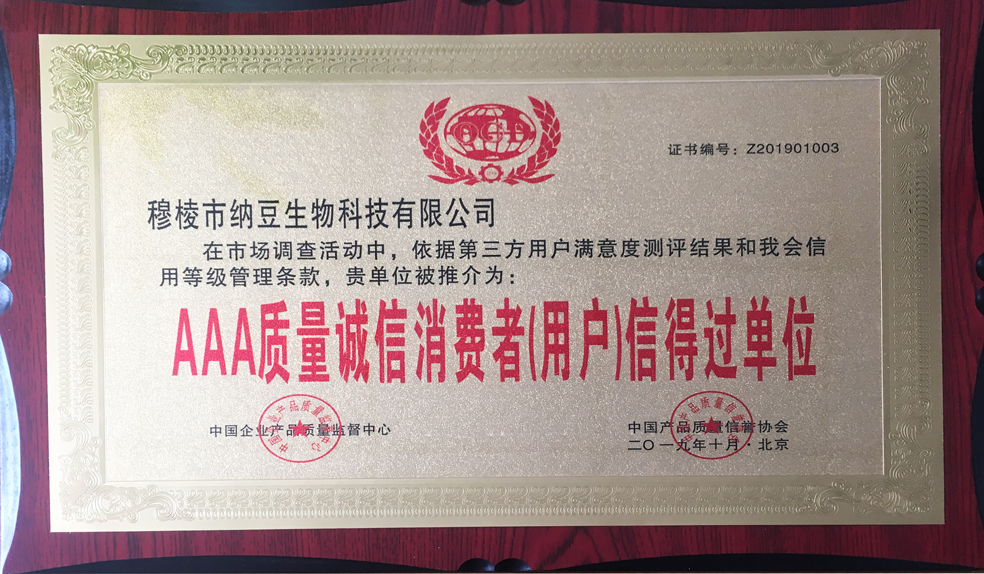 QCD
证书编号：Z201901003
穆棱市纳豆生物科技有限公司
在市场调查活动中，依据第三方用户满意度测评结果和我会信
用等级管理条款，贵单位被推介为：
AAA质量诚信消费者(用户)信得过单位
中国企业产品质量监督中心
中国产品质量信誉协会
二〇一九年十月·北京